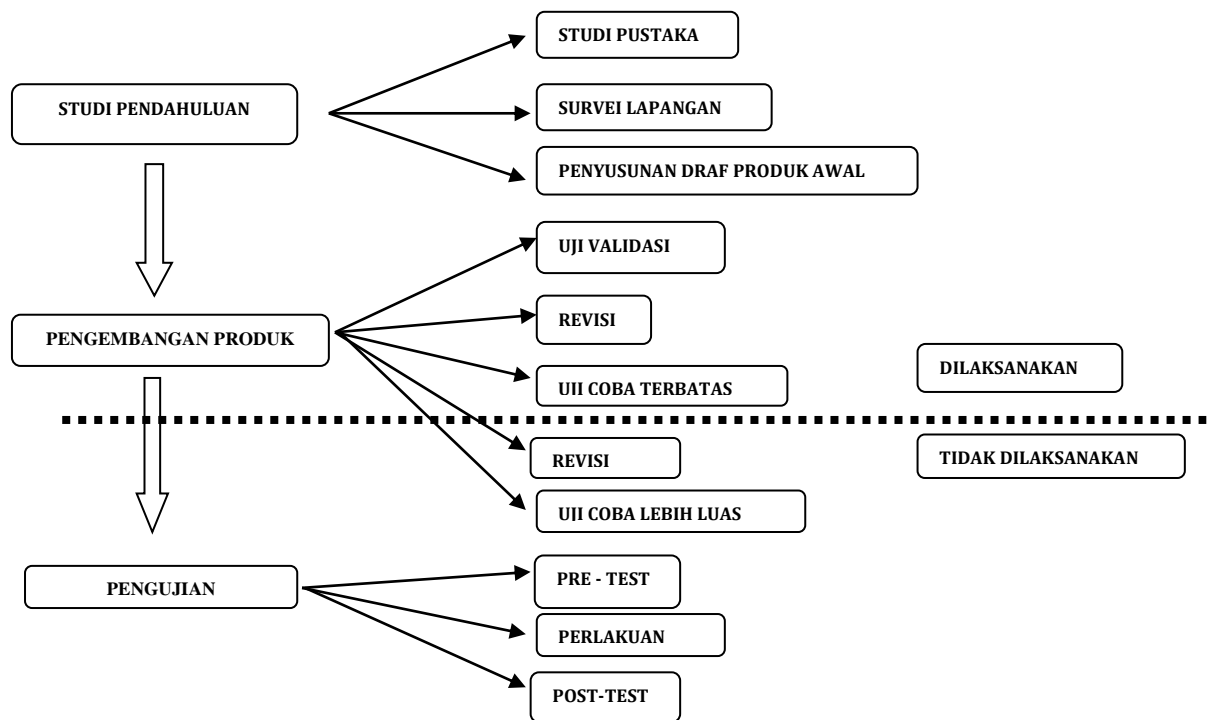 STUDI PUSTAKA
STUDI PENDAHULUAN
SURVEI LAPANGAN
PENYUSUNAN DRAF PRODUK AWAL
UJI VALIDASI
PENGEMBANGAN PRODUK
REVISI
UJI COBA TERBATAS
DILAKSANAKAN
REVISI
TIDAK DILAKSANAKAN
UJI COBA LEBIH LUAS
PENGUJIAN
PRE - TEST
PERLAKUAN
POST-TEST